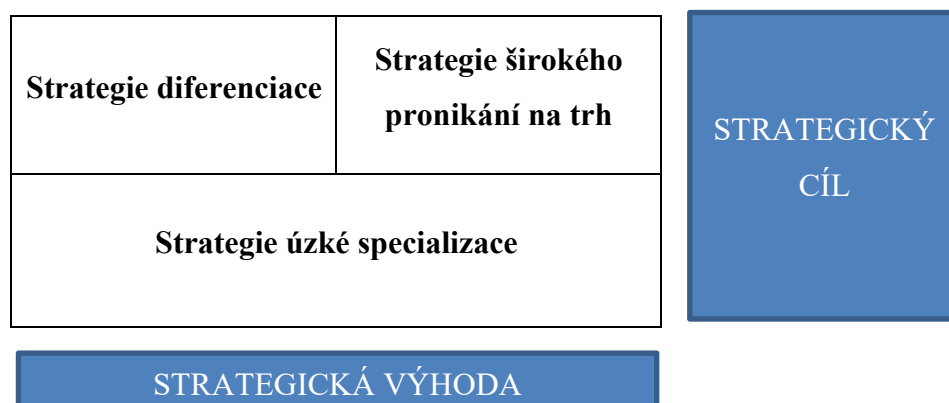 Strategie diferenciace
Strategie širokého
pronikání na trh
STRATEGICKÝ
CÍL
Strategie úzké specializace
STRATEGICKÁ VÝHODA